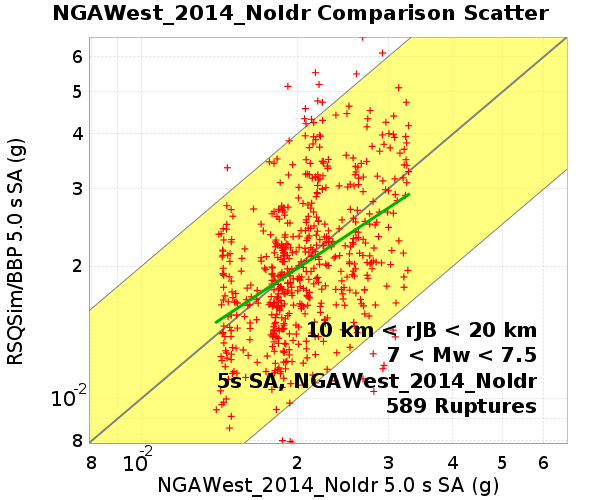 NGAWest_2014_NoIdr Comparison Scatter
RSQSim/BBP 5.0 s SA (g)
6
5
4
3
2
10-2
8
10 km < rJB < 20 km
7 < Mw < 7.5
5s SA, NGAWest_2014_NoIdr
589 Ruptures
8 10-2 2 3 4 5 6
NGAWest_2014_NoIdr 5.0 s SA (g)